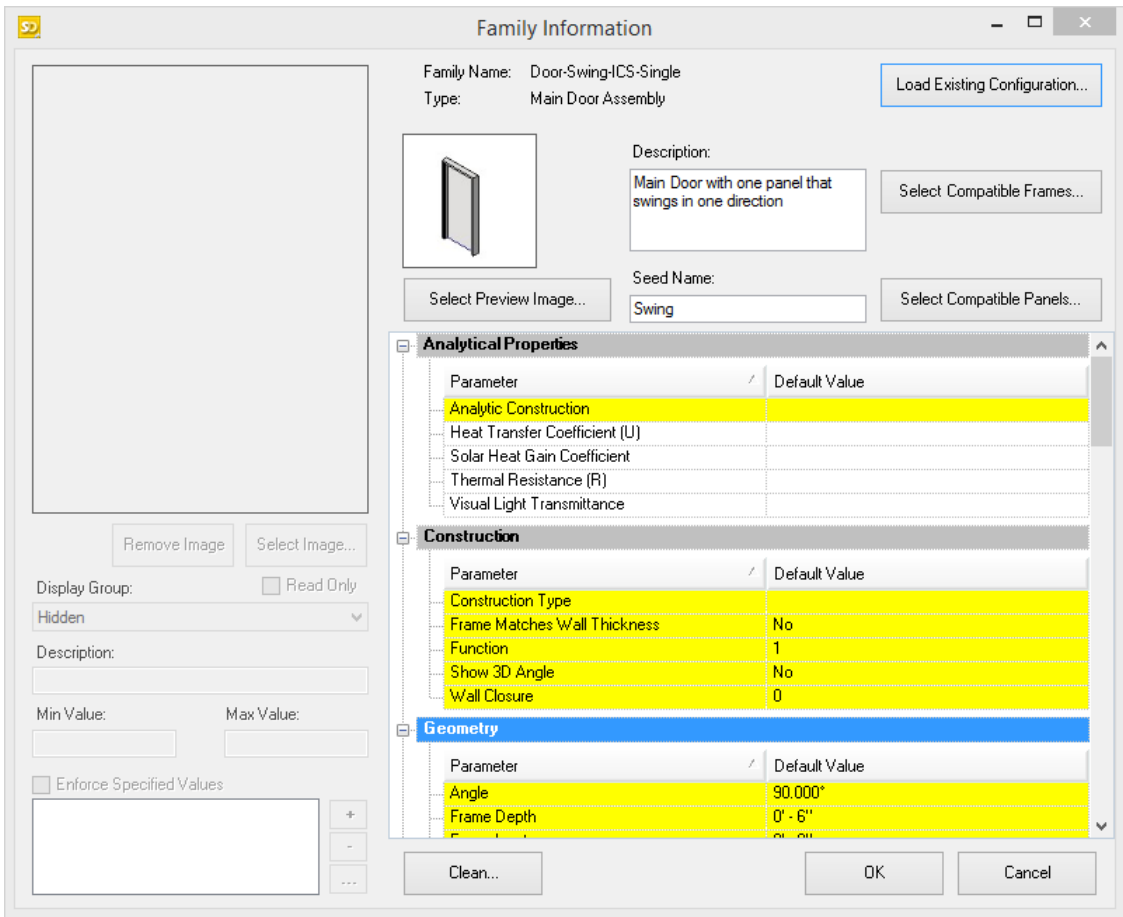 SD
Family Information
Family Name: Door-Swing-ICS-Single
Type: Main Door Assembly
Load Existing Configuration...
Description:
Main Door with one panel that
swings in one direction
Select Compatible Frames...
Select Preview Image...
Seed Name:
Swing
Select Compatible Panels...
Remove Image
Select Image...
Display Group:
Read Only
Hidden
Description:
Min Value:
Max Value:
Enforce Specified Values
+
-
...
Analytical Properties
Parameter Default Value
Analytic Construction
Heat Transfer Coefficient (U)
Solar Heat Gain Coefficient
Thermal Resistance (R)
Visual Light Transmittance
Construction
Parameter Default Value
Construction Type
Frame Matches Wall Thickness No
Function 1
Show 3D Angle No
Wall Closure 0
Geometry
Parameter Default Value
Angle 90.000°
Frame Depth 0' - 6"
Clean...
OK
Cancel